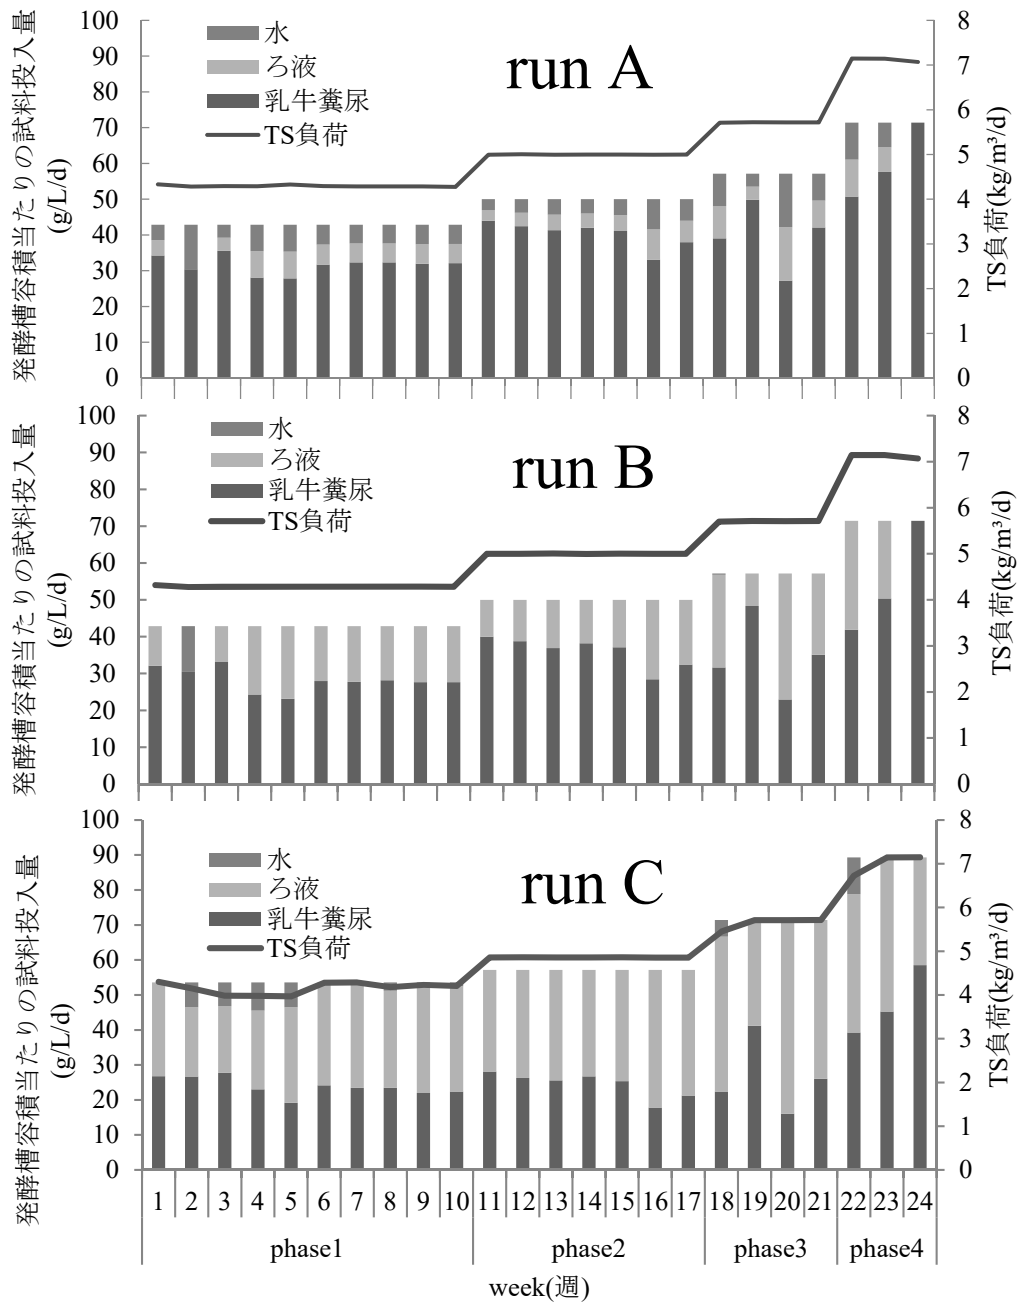 発酵槽容積当たりの試料投入量
(g/L/d)
100
90
80
70
60
50
40
30
20
10
0
水
ろ液
乳牛糞尿
TS負荷
run A
8
7
6
5
4
3
2
1
0
TS負荷(kg/m³/d)
発酵槽容積当たりの試料投入量
(g/L/d)
100
90
80
70
60
50
40
30
20
10
0
水
ろ液
乳牛糞尿
TS負荷
run B
8
7
6
5
4
3
2
1
0
TS負荷(kg/m³/d)
発酵槽容積当たりの試料投入量
(g/L/d)
100
90
80
70
60
50
40
30
20
10
0
水
ろ液
乳牛糞尿
TS負荷
run C
8
7
6
5
4
3
2
1
0
TS負荷(kg/m³/d)
1 2 3 4 5 6 7 8 9 10 11 12 13 14 15 16 17 18 19 20 21 22 23 24
phase1 phase2 phase3 phase4
week(週)